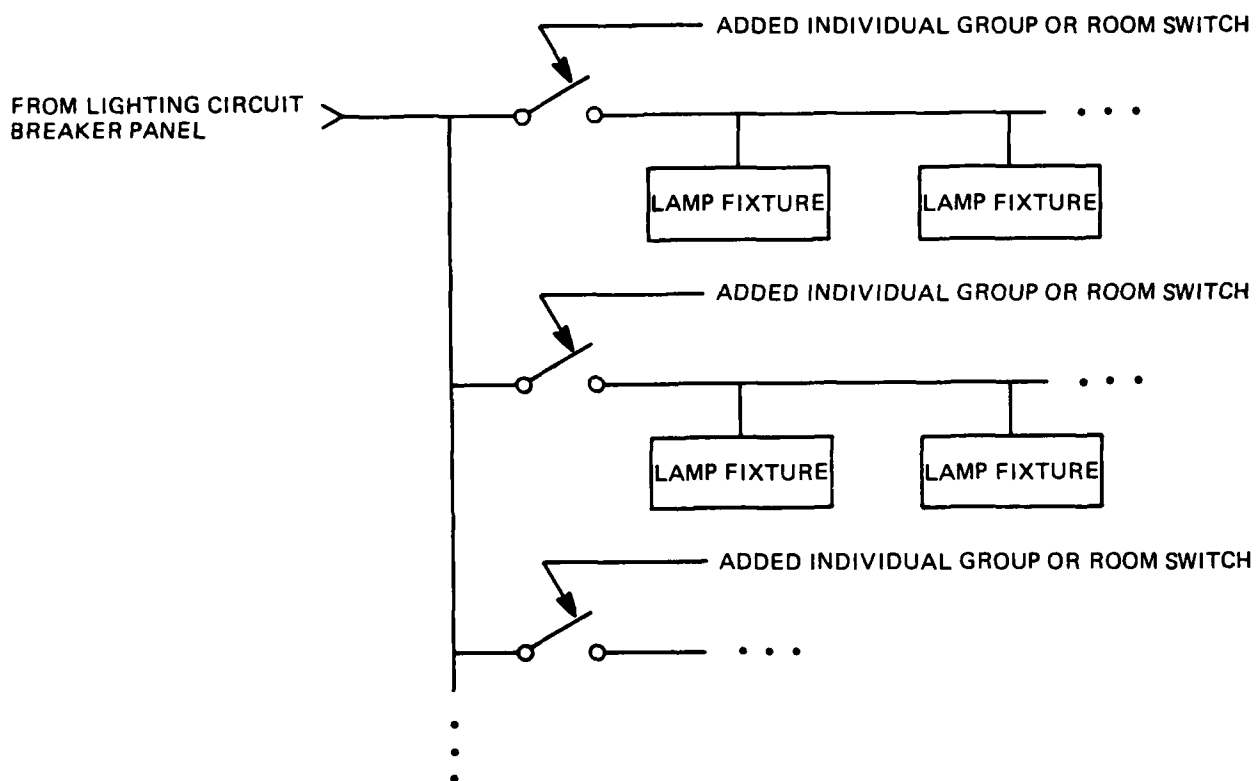 ADDED INDIVIDUAL GROUP OR ROOM SWITCH
FROM LIGHTING CIRCUIT
BREAKER PANEL
LAMP FIXTURE
LAMP FIXTURE
ADDED INDIVIDUAL GROUP OR ROOM SWITCH
LAMP FIXTURE
LAMP FIXTURE
ADDED INDIVIDUAL GROUP OR ROOM SWITCH